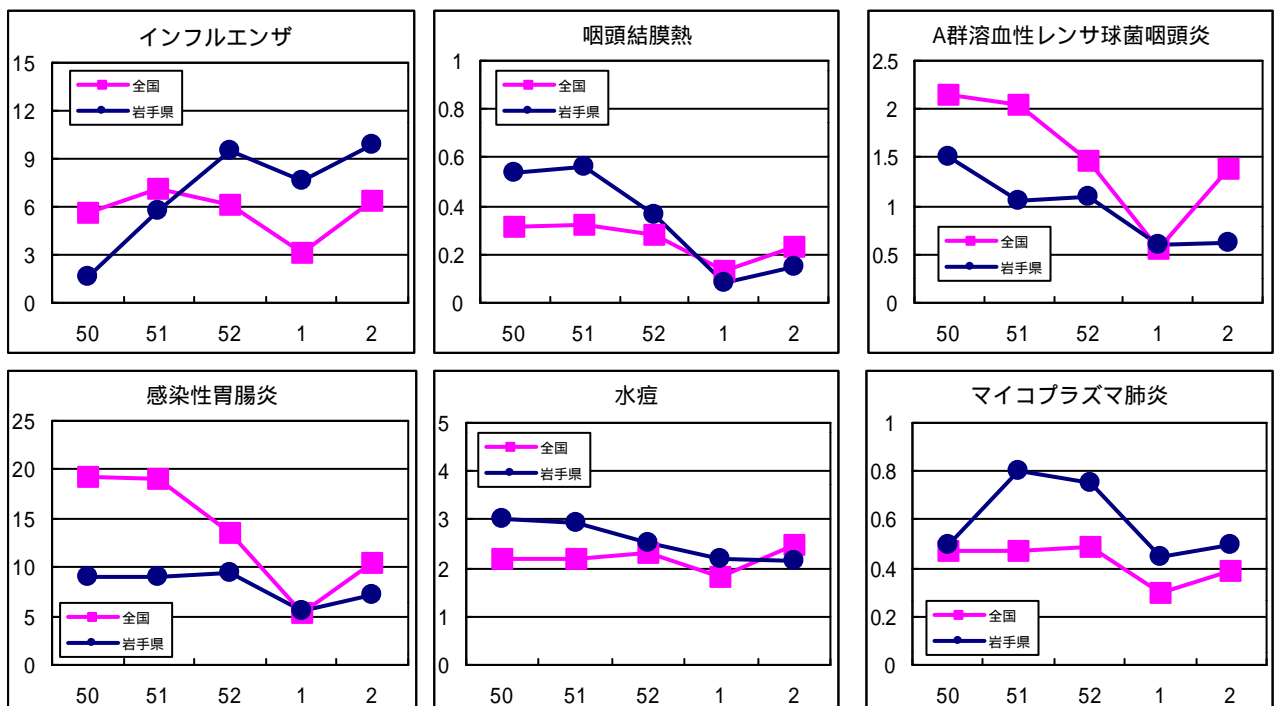 インフルエンザ
15
12
9
6
3
0
全国
岩手県
50 51 52 1 2
咽頭結膜熱
1
0.8
0.6
0.4
0.2
0
全国
岩手県
50 51 52 1 2
A群溶血性レンサ球菌咽頭炎
2.5
2
1.5
1
0.5
0
全国
岩手県
50 51 52 1 2
感染性胃腸炎
25
20
15
10
5
0
全国
岩手県
50 51 52 1 2
水痘
5
4
3
2
1
0
全国
岩手県
50 51 52 1 2
マイコプラズマ肺炎
1
0.8
0.6
0.4
0.2
0
全国
岩手県
50 51 52 1 2